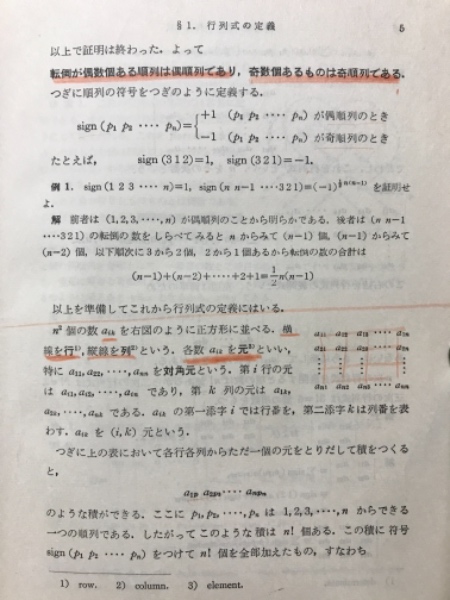 §1. 行列式の定義 5
以上で証明は終わった．よって
転倒が偶数個ある順列は偶順列であり，奇数個あるものは奇順列である．
つぎに順列の符号をつぎのように定義する．
sign (p₁ p₂ ‥‥ pₙ)={+1 (p₁ p₂ ‥‥ pₙ) が偶順列のとき
−1 (p₁ p₂ ‥‥ pₙ) が奇順列のとき
たとえば， sign (3 1 2)=1, sign (3 2 1)=−1.
例 1. sign (1 2 3 ‥‥ n)=1, sign (n n−1 ‥‥3 2 1)=(−1)^{½n(n−1)} を証明せ
よ．
解 前者は (1,2,3,‥‥,n) が偶順列のことから明らかである．後者は (n n−1
‥‥3 2 1) の転倒の数を しらべてみると n からみて (n−1) 個，(n−1) からみて
(n−2) 個，以下順次に 3 から 2 個，2 から 1 個あるから転倒の数の合計は
(n−1)+(n−2)+‥‥+2+1=½n(n−1)
以上を準備してこれから行列式の定義にはいる．
n² 個の数 aᵢₖ を右図のように正方形に並べる．横
線を行¹⁾，縦線を列²⁾という．各数 aᵢₖ を元³⁾といい，
特に a₁₁, a₂₂, ‥‥, aₙₙ を対角元という．第 i 行の元
は aᵢ₁, aᵢ₂, ‥‥, aᵢₙ であり，第 k 列の元は a₁ₖ,
a₂ₖ, ‥‥, aₙₖ である．aᵢₖ の第一添字 i では行番を，第二添字 k は列番を表
わす．aᵢₖ を (i, k) 元という．
a₁₁ a₁₂ ‥‥ a₁ₙ
a₂₁ a₂₂ ‥‥ a₂ₙ
⋮ ⋮ ⋮
aₙ₁ aₙ₂ ‥‥ aₙₙ
つぎに上の表において各行各列からただ一個の元をとりだして積をつくる
と，
a₁ₚ₁ a₂ₚ₂ ‥‥ aₙₚₙ
のような積ができる．ここに p₁, p₂, ‥‥, pₙ は 1, 2, 3, ‥‥, n からできる
一つの順列である．したがってこのような積は n! 個ある．この積に符号
sign (p₁ p₂ ‥‥ pₙ) をつけて n! 個を全部加えたもの，すなわち
1) row. 2) column. 3) element.